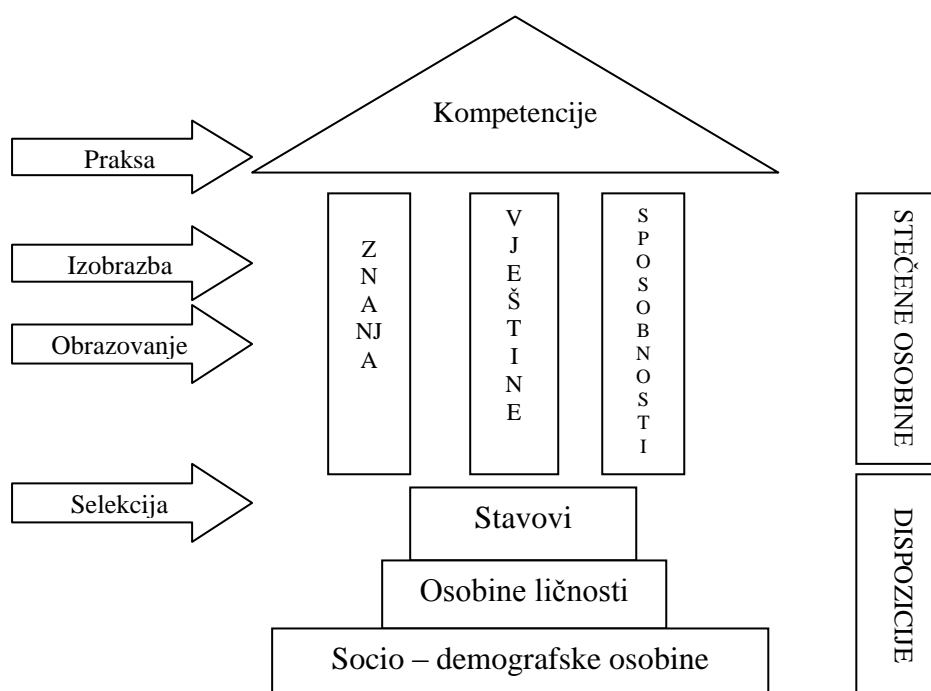 Kompetencije
Praksa
Izobrazba
Obrazovanje
Selekcija
ZNANJA
VJEŠTINE
SPOSOBNOSTI
STEČENE OSOBINE
Stavovi
Osobine ličnosti
Socio – demografske osobine
DISPOZICIJE